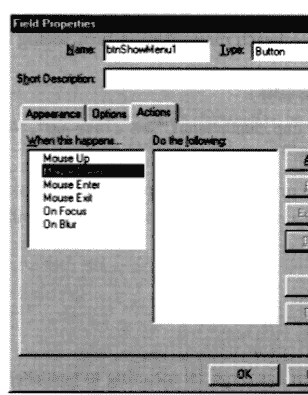 Field Properties
Name: btnShowMenu1 Type: Button
Short Description:
Appearance Options Actions
When this happens... Do the following:
Mouse Up
Mouse Enter
Mouse Exit
On Focus
On Blur
OK